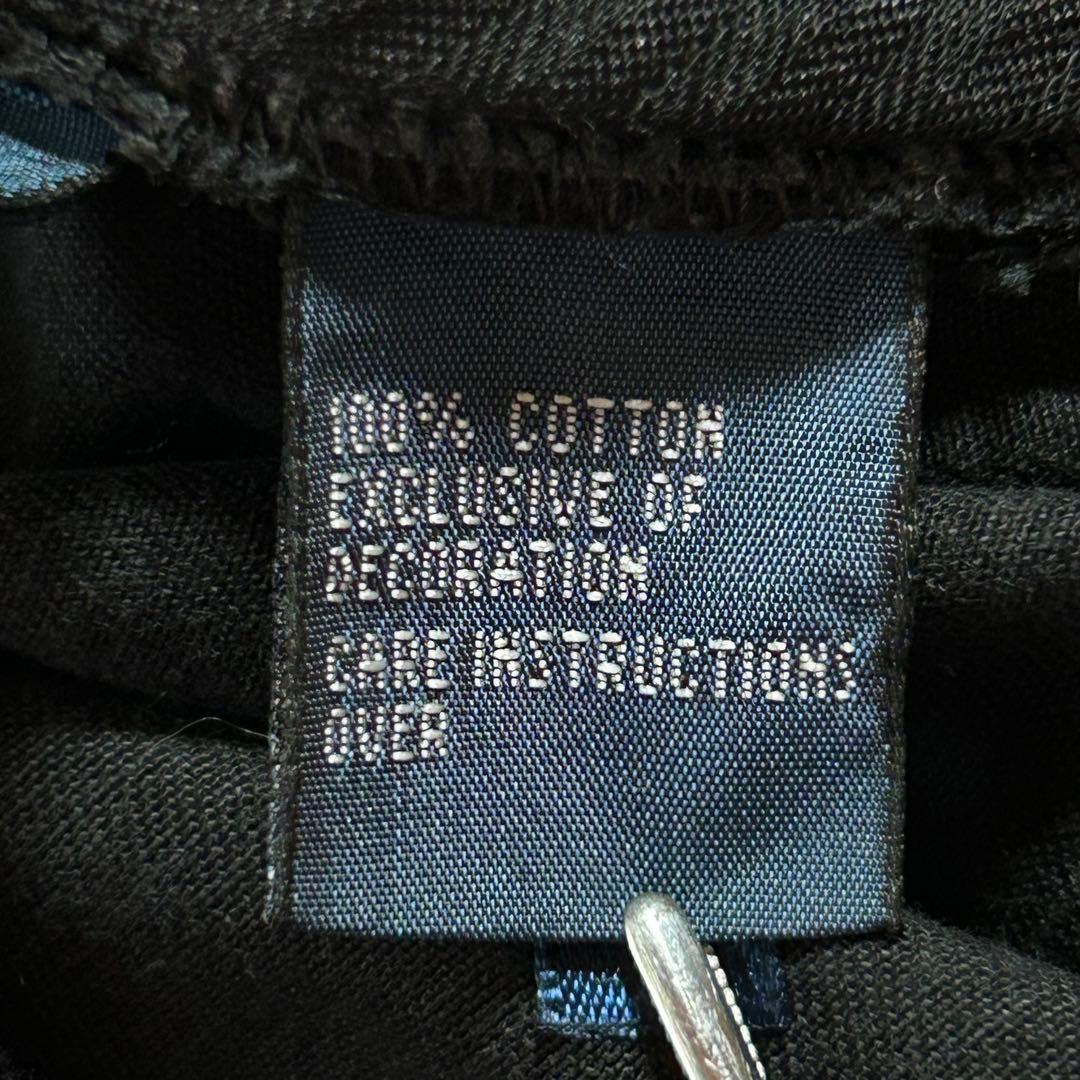 100% COTTON
EXCLUSIVE OF
DECORATION
CARE INSTRUCTIONS
OVER